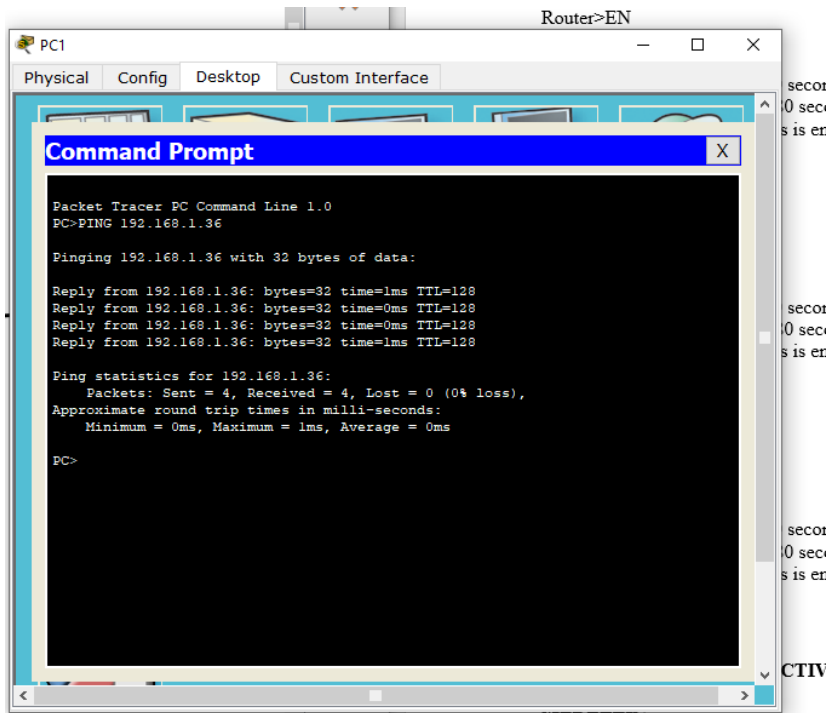 Router>EN
PC1
Physical Config Desktop Custom Interface
Command Prompt
X
Packet Tracer PC Command Line 1.0
PC>PING 192.168.1.36
Pinging 192.168.1.36 with 32 bytes of data:
Reply from 192.168.1.36: bytes=32 time=1ms TTL=128
Reply from 192.168.1.36: bytes=32 time=0ms TTL=128
Reply from 192.168.1.36: bytes=32 time=0ms TTL=128
Reply from 192.168.1.36: bytes=32 time=1ms TTL=128
Ping statistics for 192.168.1.36:
Packets: Sent = 4, Received = 4, Lost = 0 (0% loss),
Approximate round trip times in milli-seconds:
Minimum = 0ms, Maximum = 1ms, Average = 0ms
PC>